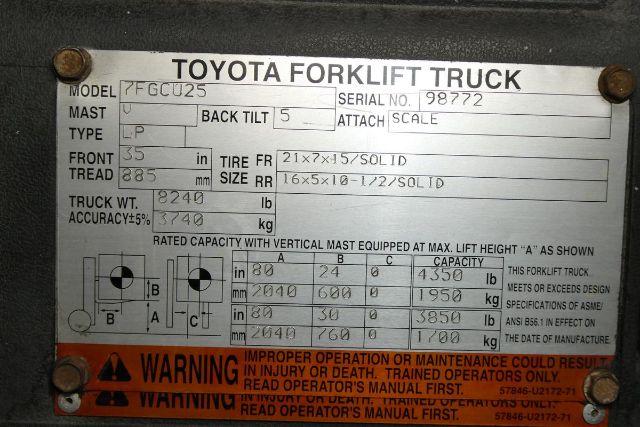 TOYOTA FORKLIFT TRUCK
MODEL 7FGCU25 SERIAL NO. 98772
MAST V BACK TILT 5 ATTACH SCALE
TYPE LP
FRONT TREAD 35 in TIRE SIZE FR 21x7x15/SOLID
885 mm RR 16x5x10-1/2/SOLID
TRUCK WT. 8240 lb
ACCURACY±5% 3740 kg
RATED CAPACITY WITH VERTICAL MAST EQUIPPED AT MAX. LIFT HEIGHT "A" AS SHOWN
A B C CAPACITY
in 80 24 0 4350 lb
mm 2040 600 0 1950 kg
in 80 30 0 3850 lb
mm 2040 760 0 1700 kg
B
B A C
THIS FORKLIFT TRUCK
MEETS OR EXCEEDS DESIGN
SPECIFICATIONS OF ASME/
ANSI B56.1 IN EFFECT ON
THE DATE OF MANUFACTURE.
WARNING
IMPROPER OPERATION OR MAINTENANCE COULD RESULT
IN INJURY OR DEATH. TRAINED OPERATORS ONLY.
READ OPERATOR'S MANUAL FIRST. 57846-U2172-71
WARNING
IN INJURY OR DEATH. TRAINED OPERATORS ONLY.
READ OPERATOR'S MANUAL FIRST. 57846-U2172-71